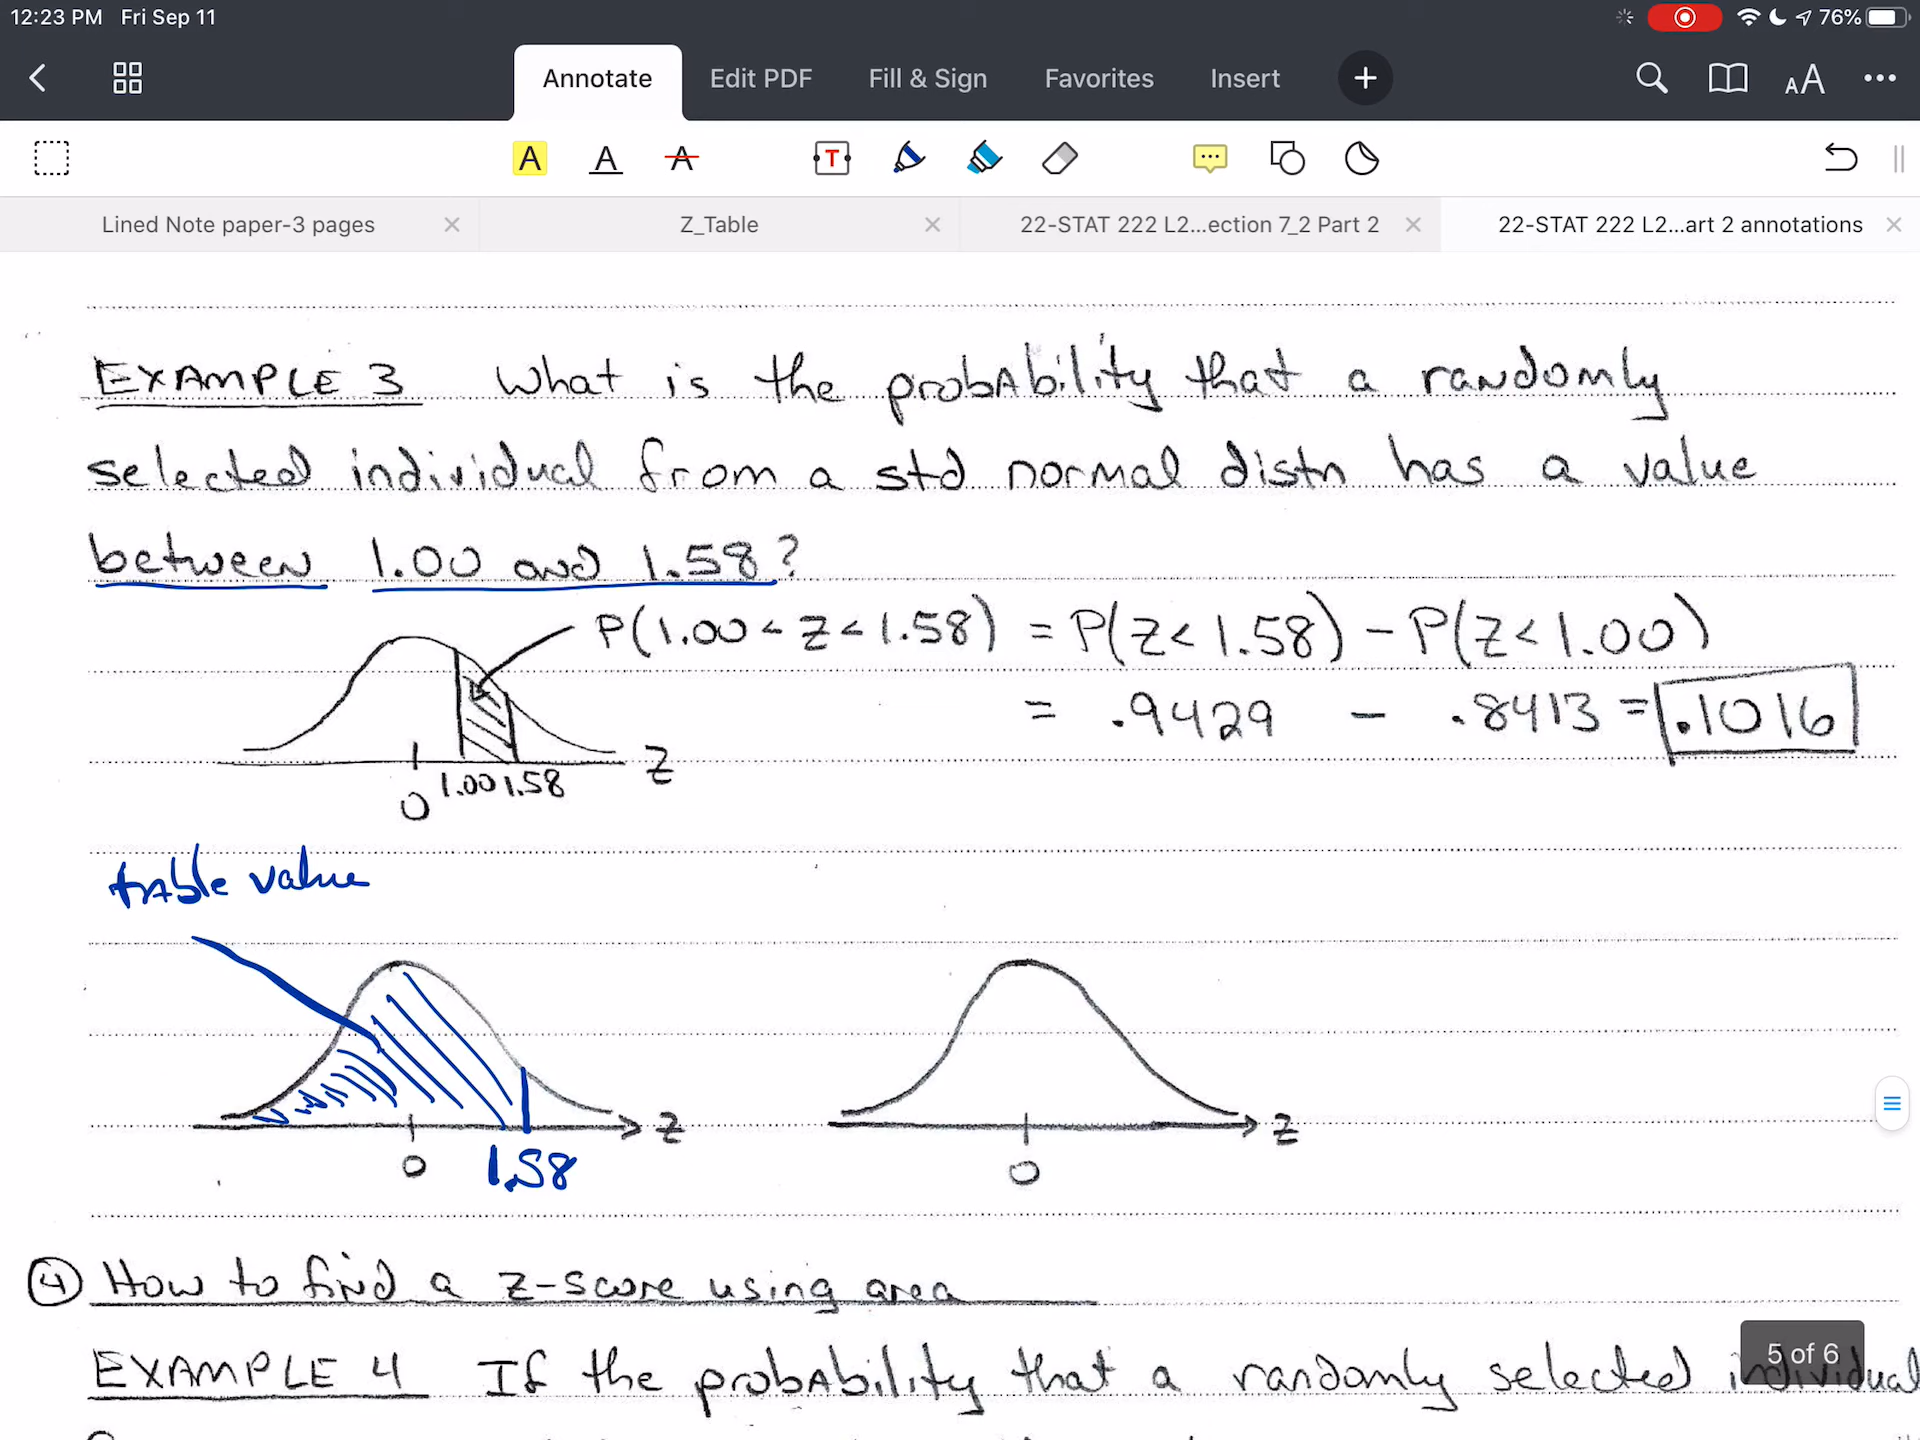 12:23 PM Fri Sep 11 76%
Annotate Edit PDF Fill & Sign Favorites Insert
A A A T AA
Lined Note paper-3 pages Z_Table 22-STAT 222 L2...ection 7_2 Part 2 22-STAT 222 L2...art 2 annotations
EXAMPLE 3 What is the probability that a randomly
selected individual from a std normal distn has a value
between 1.00 and 1.58?
P(1.00 < Z < 1.58) = P(Z < 1.58) - P(Z < 1.00)
= .9429 - .8413 = .1016
Z
0 1.00 1.58
table value
Z Z
0 1.58 0
④ How to find a z-score using area
5 of 6
EXAMPLE 4 If the probability that a randomly selected individual